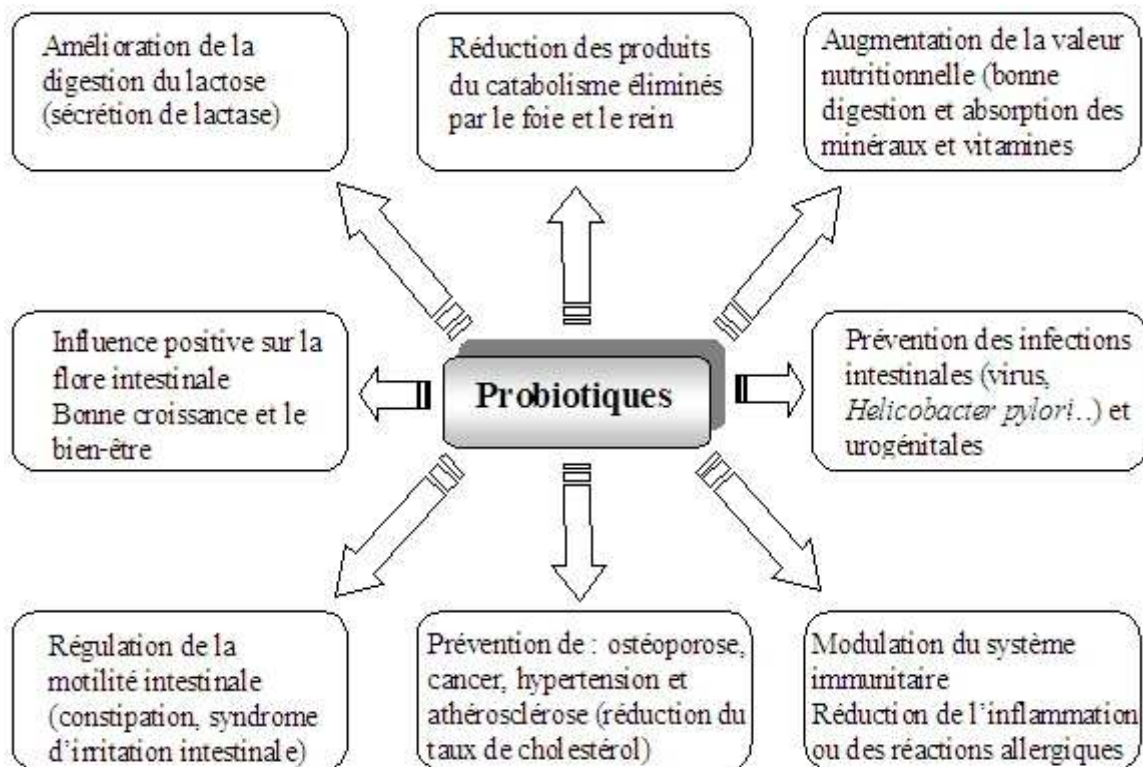 Amélioration de la
digestion du lactose
(sécrétion de lactase)
Réduction des produits
du catabolisme éliminés
par le foie et le rein
Augmentation de la valeur
nutritionnelle (bonne
digestion et absorption des
minéraux et vitamines
Influence positive sur la
flore intestinale
Bonne croissance et le
bien-être
Probiotiques
Prévention des infections
intestinales (virus,
Helicobacter pylori…) et
urogénitales
Régulation de la
motilité intestinale
(constipation, syndrome
d'irritation intestinale)
Prévention de : ostéoporose,
cancer, hypertension et
athérosclérose (réduction du
taux de cholestérol)
Modulation du système
immunitaire
Réduction de l'inflammation
ou des réactions allergiques